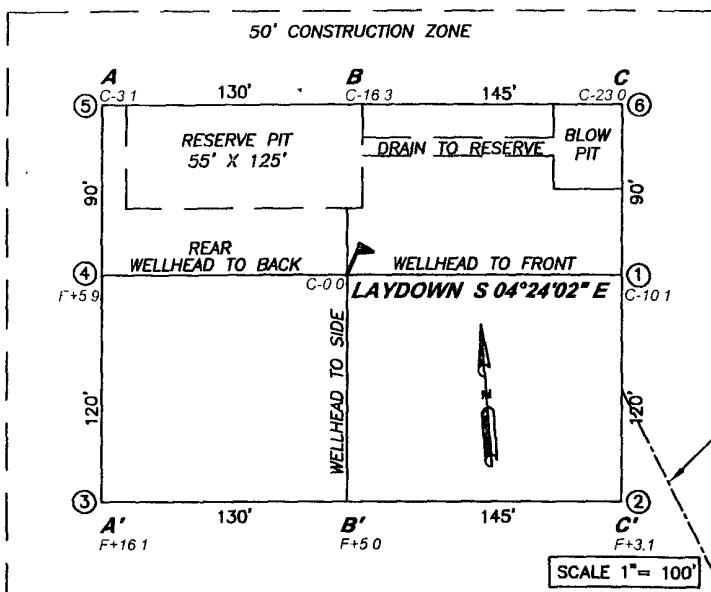 50' CONSTRUCTION ZONE
A B C
C-3 1 130' C-16 3 145' C-23 0
5 6
RESERVE PIT
55' X 125'
DRAIN TO RESERVE
BLOW
PIT
90' 90'
REAR
WELLHEAD TO BACK
WELLHEAD TO FRONT
4 1
F+5 9 C-0 0 LAYDOWN S 04°24'02" E C-10 1
WELLHEAD TO SIDE
N
120' 120'
3 130' 145' 2
A' B' C'
F+16 1 F+5 0 F+3.1
SCALE 1"= 100'